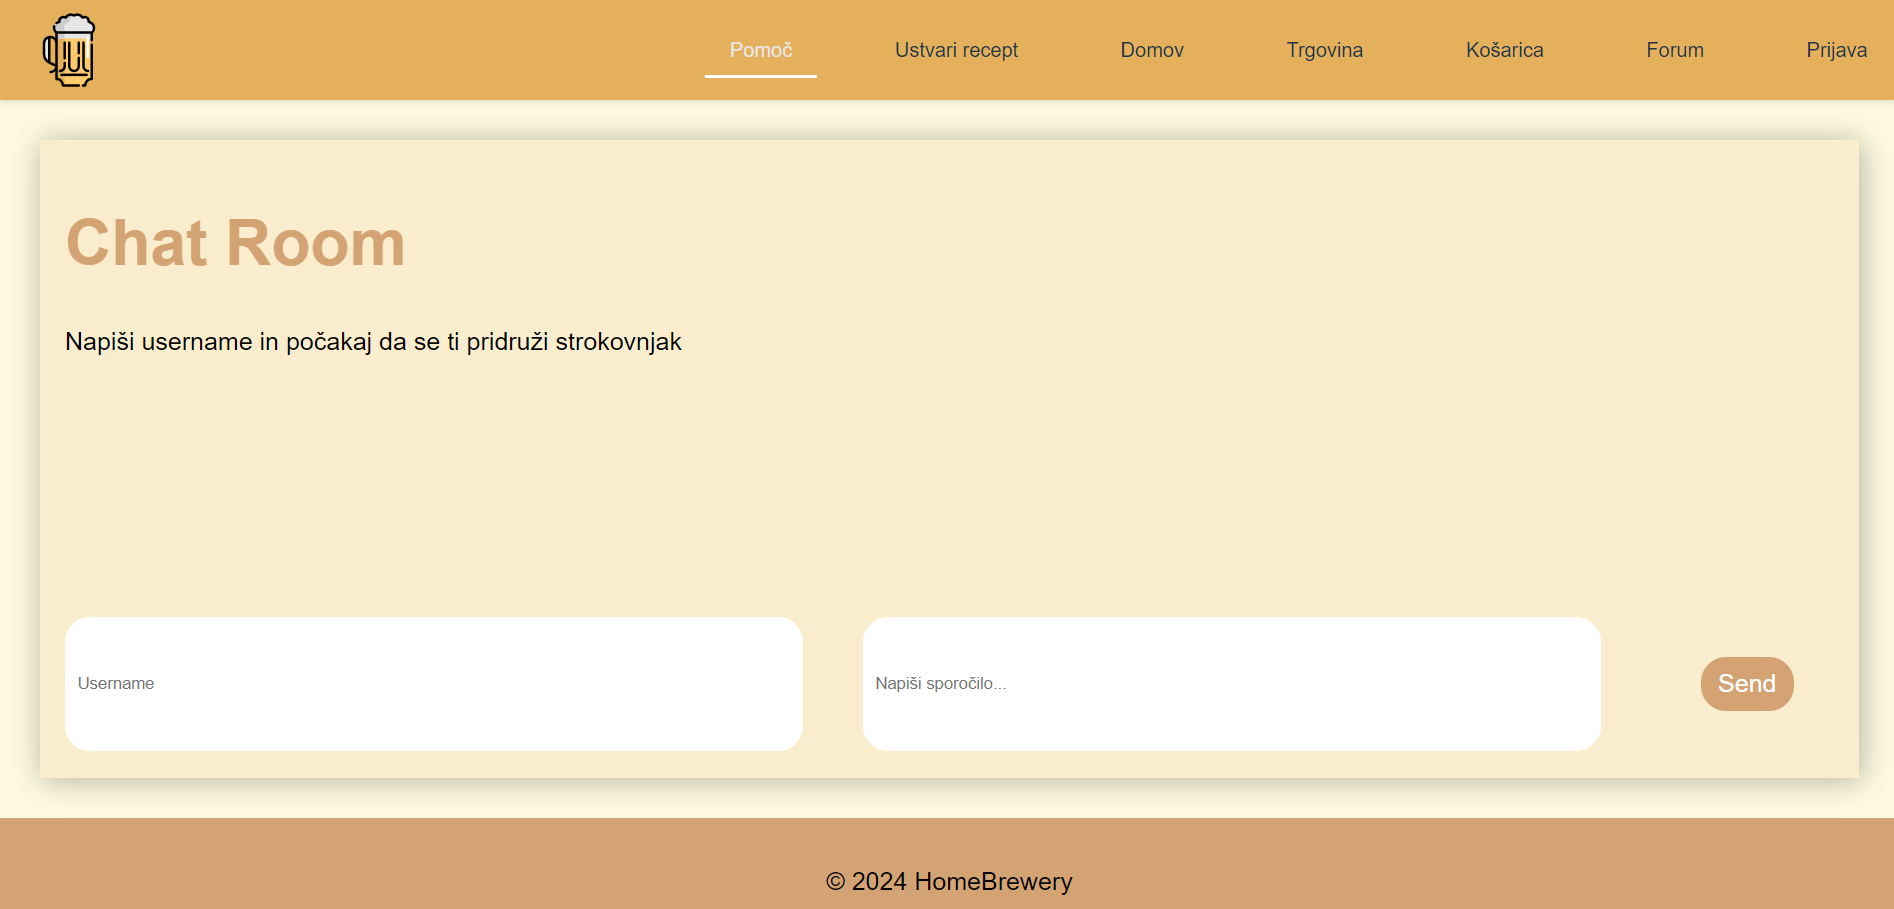 Pomoč Ustvari recept Domov Trgovina Košarica Forum Prijava
Chat Room
Napiši username in počakaj da se ti pridruži strokovnjak
Username Napiši sporočilo... Send
© 2024 HomeBrewery